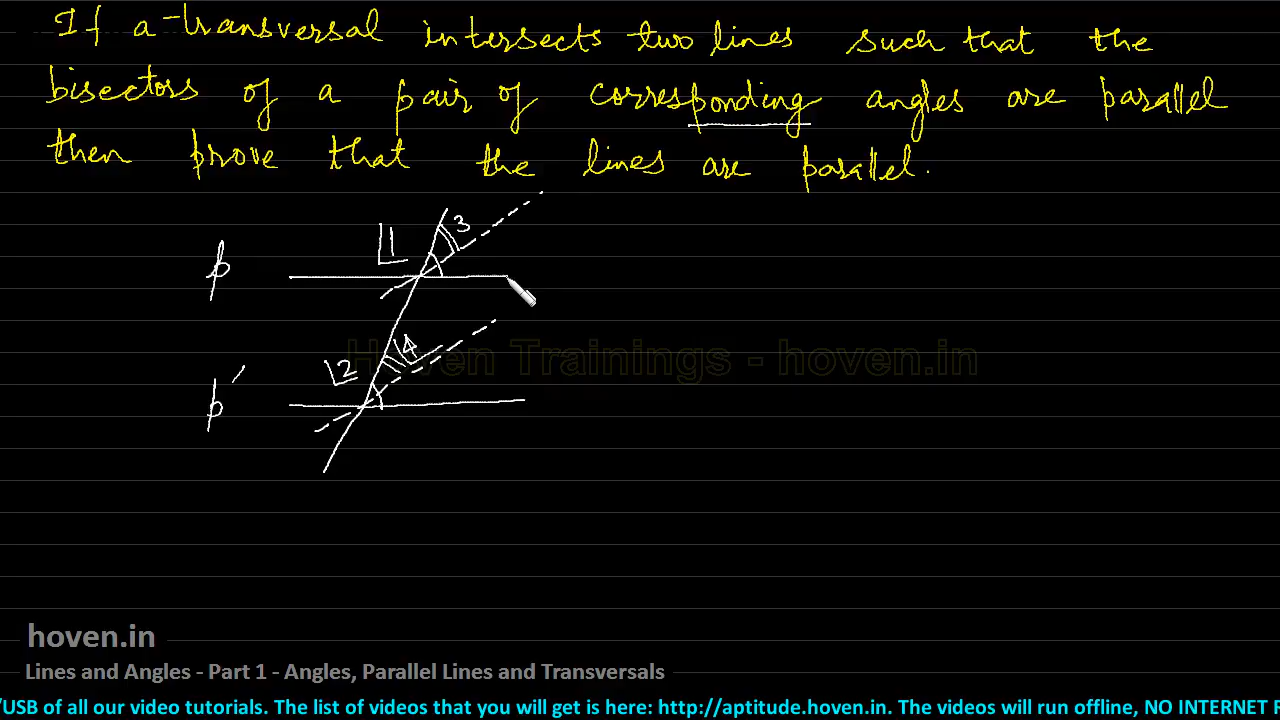 If a transversal intersects two lines such that the
bisectors of a pair of corresponding angles are parallel
then prove that the lines are parallel.
∠1
3
p
∠2
∠4
p′
Hoven Trainings - hoven.in
hoven.in
Lines and Angles - Part 1 - Angles, Parallel Lines and Transversals
/USB of all our video tutorials. The list of videos that you will get is here: http://aptitude.hoven.in. The videos will run offline, NO INTERNET R